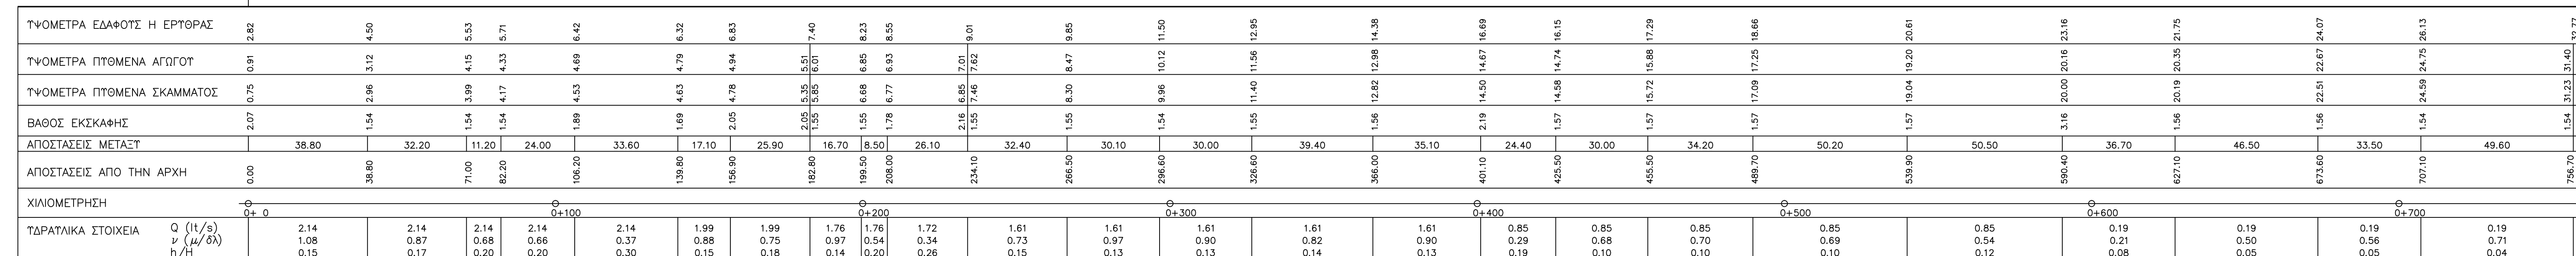 ΥΨΟΜΕΤΡΑ ΕΔΑΦΟΥΣ Η ΕΡΥΘΡΑΣ 2.82 4.50 5.53 5.71 6.42 6.32 6.83 7.40 8.23 8.55 9.01 9.85 11.50 12.95 14.38 16.69 16.15 17.29 18.66 20.61 23.16 21.75 24.07 26.13 32.77
ΥΨΟΜΕΤΡΑ ΠΥΘΜΕΝΑ ΑΓΩΓΟΥ 0.91 3.12 4.15 4.33 4.69 4.79 4.94 5.51 6.01 6.85 6.93 7.01 7.62 8.47 10.12 11.56 12.98 14.67 14.74 15.88 17.25 19.20 20.16 20.35 22.67 24.75 31.40
ΥΨΟΜΕΤΡΑ ΠΥΘΜΕΝΑ ΣΚΑΜΜΑΤΟΣ 0.75 2.96 3.99 4.17 4.53 4.63 4.78 5.35 5.85 6.68 6.77 6.85 7.46 8.30 9.96 11.40 12.82 14.50 14.58 15.72 17.09 19.04 20.00 20.19 22.51 24.59 31.23
ΒΑΘΟΣ ΕΚΣΚΑΦΗΣ 2.07 1.54 1.54 1.54 1.89 1.69 2.05 2.05 1.55 1.55 1.78 2.16 1.55 1.55 1.54 1.55 1.56 2.19 1.57 1.57 1.57 1.57 3.16 1.56 1.56 1.54 1.54
ΑΠΟΣΤΑΣΕΙΣ ΜΕΤΑΞΥ 38.80 32.20 11.20 24.00 33.60 17.10 25.90 16.70 8.50 26.10 32.40 30.10 30.00 39.40 35.10 24.40 30.00 34.20 50.20 50.50 36.70 46.50 33.50 49.60
ΑΠΟΣΤΑΣΕΙΣ ΑΠΟ ΤΗΝ ΑΡΧΗ 0.00 38.80 71.00 82.20 106.20 139.80 156.90 182.80 199.50 208.00 234.10 266.50 296.60 326.60 366.00 401.10 425.50 455.50 489.70 539.90 590.40 627.10 673.60 707.10 756.70
ΧΙΛΙΟΜΕΤΡΗΣΗ 0+ 0 0+100 0+200 0+300 0+400 0+500 0+600 0+700
ΥΔΡΑΥΛΙΚΑ ΣΤΟΙΧΕΙΑ Q (lt/s) 2.14 2.14 2.14 2.14 2.14 1.99 1.99 1.76 1.76 1.72 1.61 1.61 1.61 1.61 1.61 0.85 0.85 0.85 0.85 0.85 0.19 0.19 0.19 0.19
ν (μ/δλ) 1.08 0.87 0.68 0.66 0.37 0.88 0.75 0.97 0.54 0.34 0.73 0.97 0.90 0.82 0.90 0.29 0.68 0.70 0.69 0.54 0.21 0.50 0.56 0.71
h/H 0.15 0.17 0.20 0.20 0.30 0.15 0.18 0.14 0.20 0.26 0.15 0.13 0.13 0.14 0.13 0.19 0.10 0.10 0.10 0.12 0.08 0.05 0.05 0.04